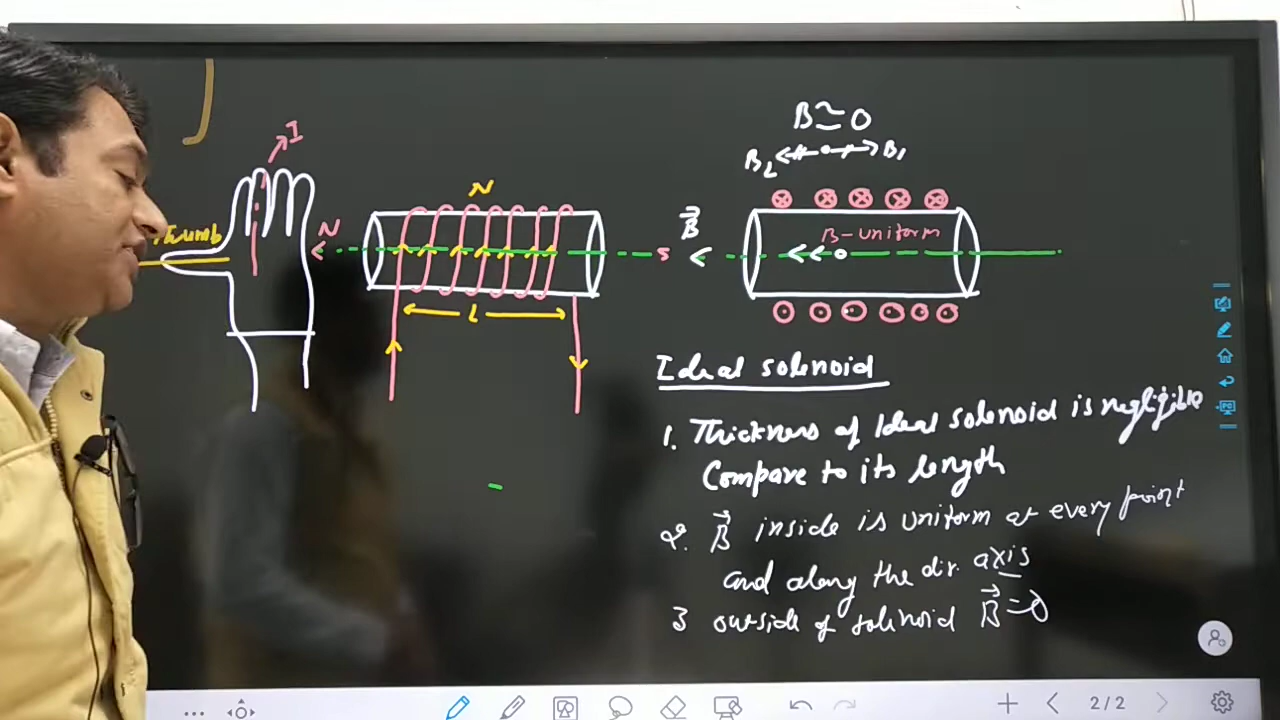 I
Thumb
N
N
S
L
B≅0
B₂ B₁
B⃗
B-uniform
Ideal solenoid
1. Thickness of Ideal solenoid is negligible
Compare to its length
2. B⃗ inside is uniform at every point
and along the dir. axis
3 outside of solenoid B⃗=0
2/2